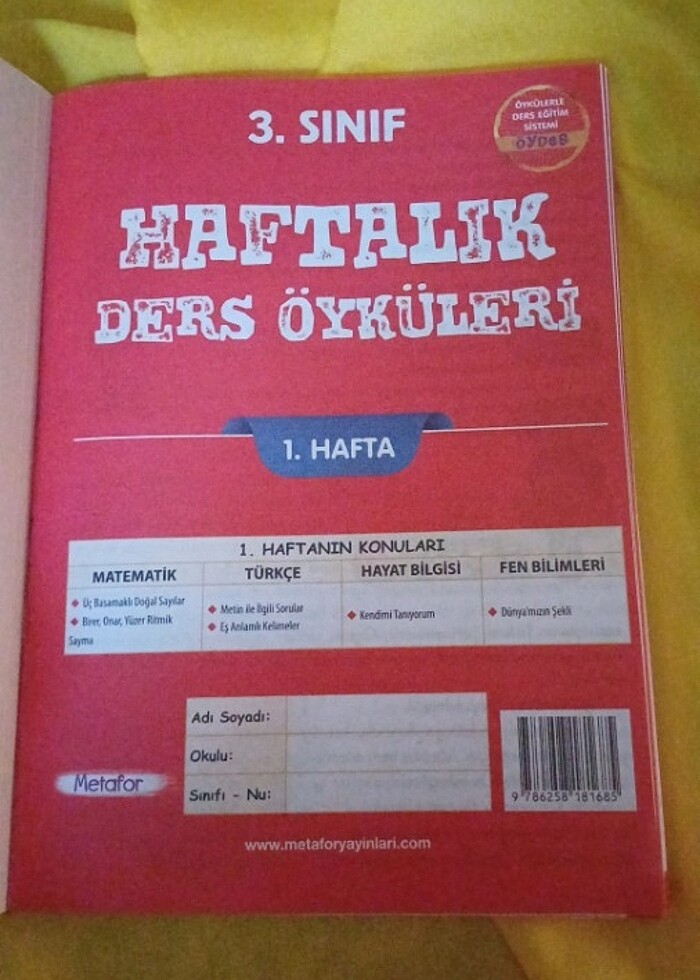 3. SINIF
ÖYKÜLERLE
DERS EĞİTİM
SİSTEMİ
ÖYDES
HAFTALIK
DERS ÖYKÜLERİ
1. HAFTA
1. HAFTANIN KONULARI
MATEMATİK TÜRKÇE HAYAT BİLGİSİ FEN BİLİMLERİ
Üç Basamaklı Doğal Sayılar
Birer, Onar, Yüzer Ritmik
Sayma
Metin ile İlgili Sorular
Eş Anlamlı Kelimeler
Kendimi Tanıyorum
Dünya'mızın Şekli
Adı Soyadı:
Okulu:
Sınıfı - Nu:
Metafor
9 786258 181685
www.metaforyayinlari.com